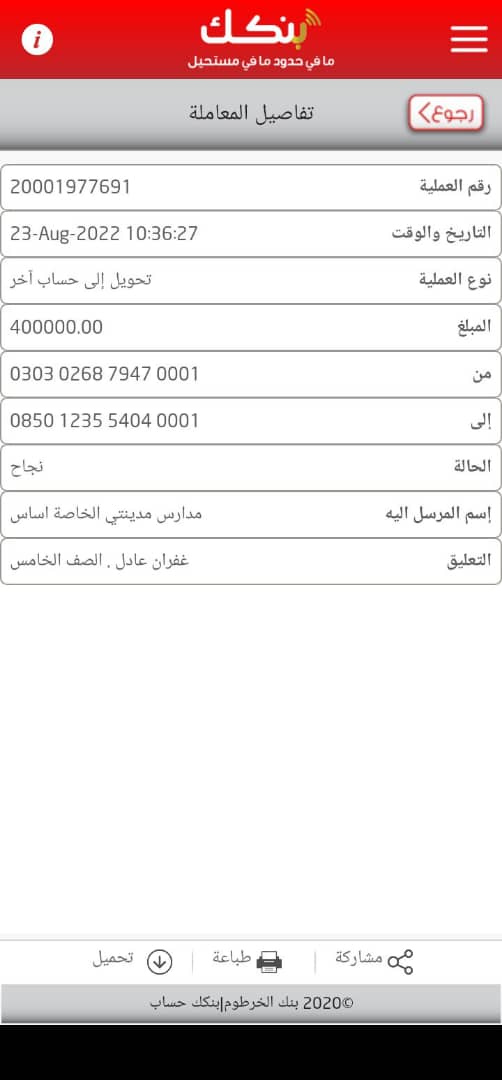 بنكك
ما في حدود ما في مستحيل
رجوع
تفاصيل المعاملة
رقم العملية 20001977691
التاريخ والوقت 23-Aug-2022 10:36:27
نوع العملية تحويل إلى حساب آخر
المبلغ 400000.00
من 0303 0268 7947 0001
إلى 0850 1235 5404 0001
الحالة نجاح
إسم المرسل اليه مدارس مدينتي الخاصة اساس
التعليق غفران عادل . الصف الخامس
مشاركة طباعة تحميل
©2020 بنك الخرطوم|بنكك حساب